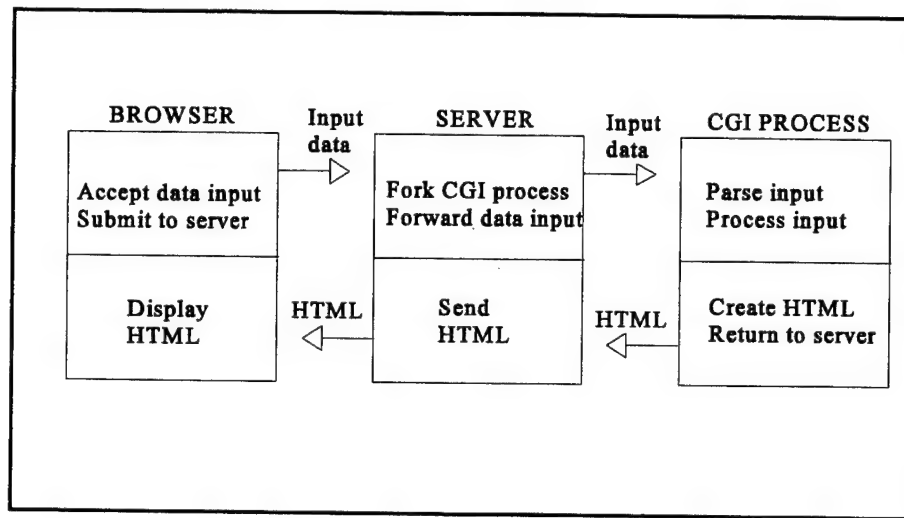 BROWSER
Input
data
SERVER
Input
data
CGI PROCESS
Accept data input
Submit to server
Fork CGI process
Forward data input
Parse input
Process input
Display
HTML
HTML
Send
HTML
HTML
Create HTML
Return to server